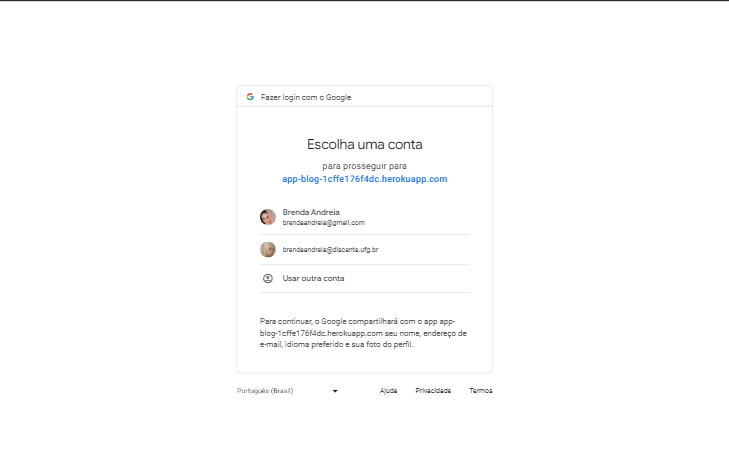 Fazer login com o Google
Escolha uma conta
para prosseguir para
app-blog-1cffe176f4dc.herokuapp.com
Brenda Andreia
brendaandreia@gmail.com
brendaandreia@discente.ufg.br
Usar outra conta
Para continuar, o Google compartilhará com o app app-
blog-1cffe176f4dc.herokuapp.com seu nome, endereço de
e-mail, idioma preferido e sua foto do perfil.
Português (Brasil) Ajuda Privacidade Termos